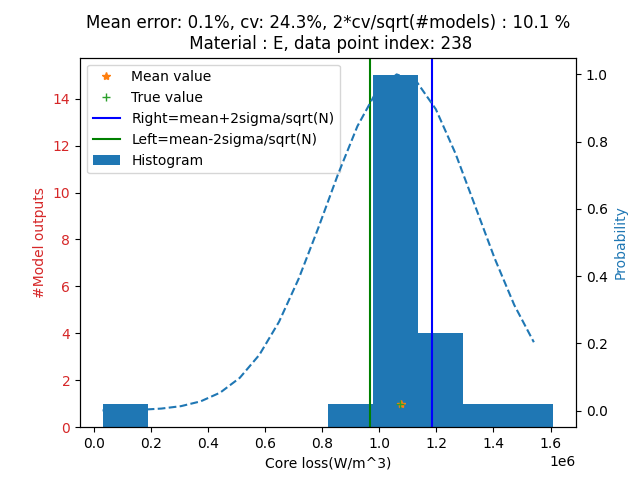 Mean error: 0.1%, cv: 24.3%, 2*cv/sqrt(#models) : 10.1 %
Material : E, data point index: 238
Mean value
True value
Right=mean+2sigma/sqrt(N)
Left=mean-2sigma/sqrt(N)
Histogram
#Model outputs
14
12
10
8
6
4
2
0
0.0 0.2 0.4 0.6 0.8 1.0 1.2 1.4 1.6
1e6
Core loss(W/m^3)
1.0
0.8
0.6
0.4
0.2
0.0
Probability